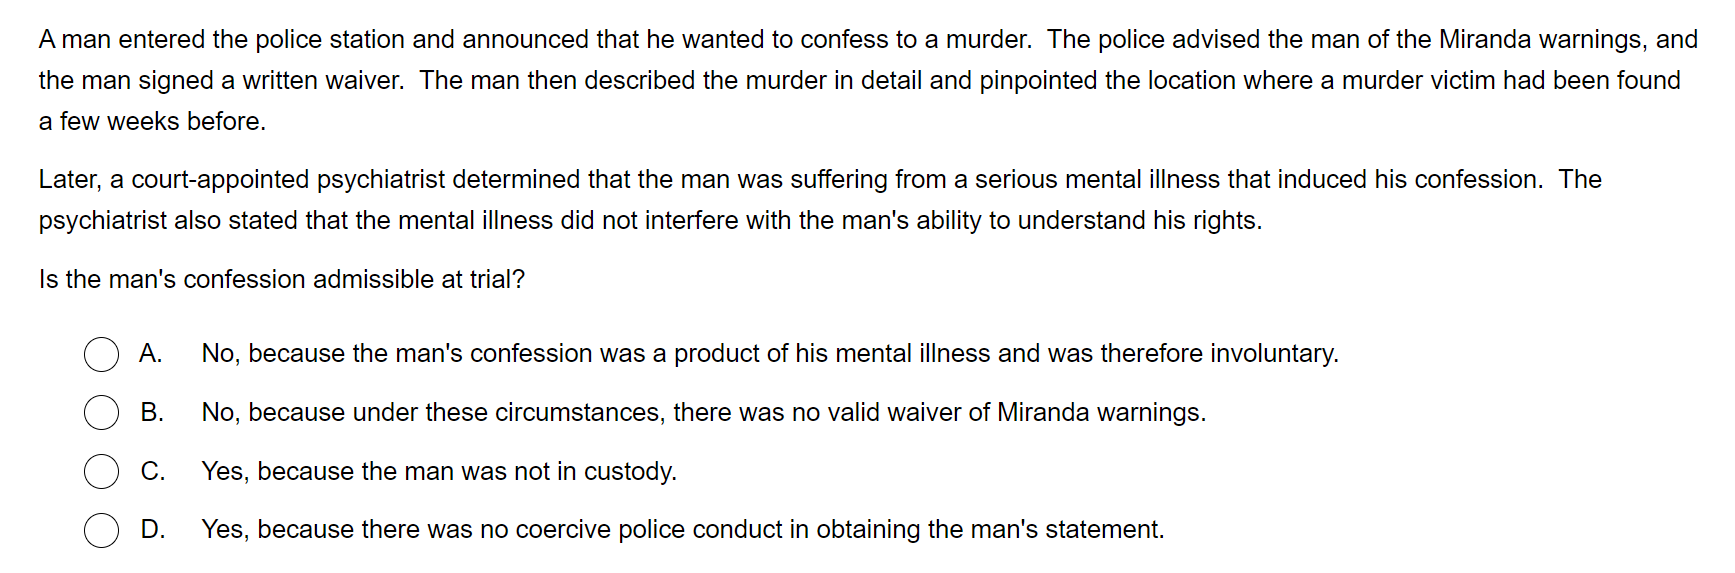 A man entered the police station and announced that he wanted to confess to a murder. The police advised the man of the Miranda warnings, and
the man signed a written waiver. The man then described the murder in detail and pinpointed the location where a murder victim had been found
a few weeks before.
Later, a court-appointed psychiatrist determined that the man was suffering from a serious mental illness that induced his confession. The
psychiatrist also stated that the mental illness did not interfere with the man's ability to understand his rights.
Is the man's confession admissible at trial?
A. No, because the man's confession was a product of his mental illness and was therefore involuntary.
B. No, because under these circumstances, there was no valid waiver of Miranda warnings.
C. Yes, because the man was not in custody.
D. Yes, because there was no coercive police conduct in obtaining the man's statement.